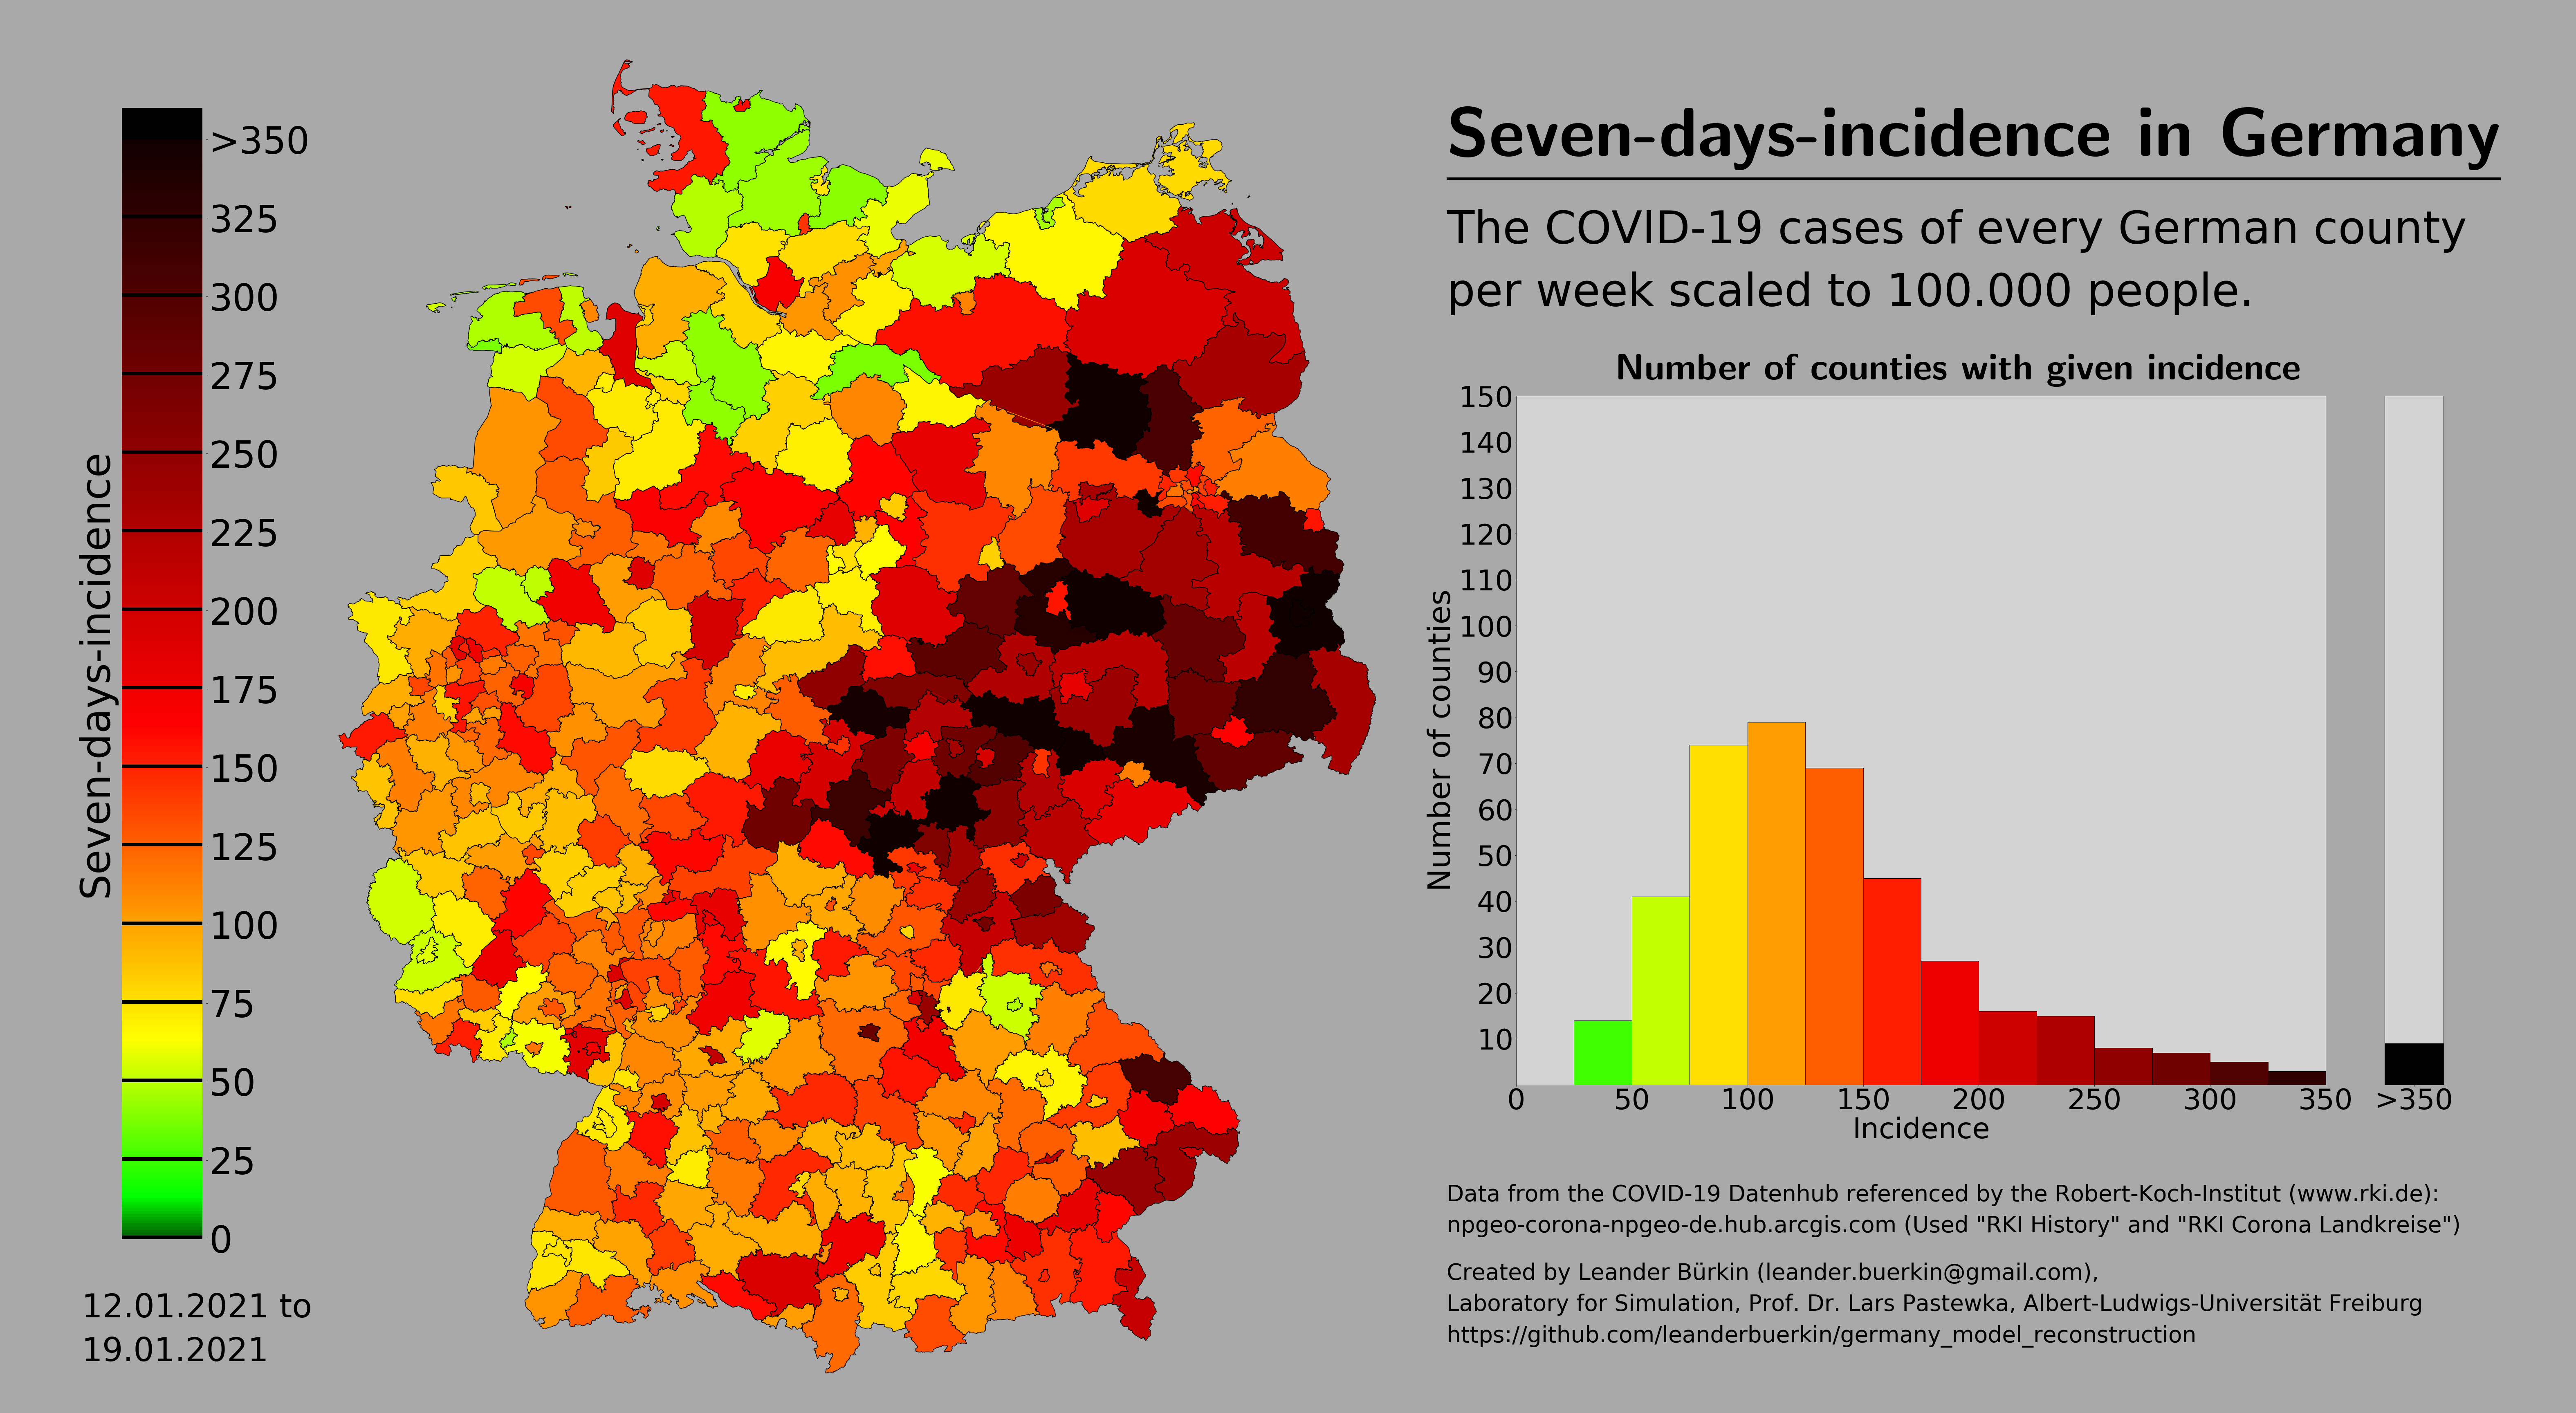 Seven-days-incidence in Germany
The COVID-19 cases of every German county
per week scaled to 100.000 people.
Seven-days-incidence
>350
325
300
275
250
225
200
175
150
125
100
75
50
25
0
12.01.2021 to
19.01.2021
Number of counties with given incidence
Number of counties
150
140
130
120
110
100
90
80
70
60
50
40
30
20
10
0 50 100 150 200 250 300 350 >350
Incidence
Data from the COVID-19 Datenhub referenced by the Robert-Koch-Institut (www.rki.de):
npgeo-corona-npgeo-de.hub.arcgis.com (Used "RKI History" and "RKI Corona Landkreise")
Created by Leander Bürkin (leander.buerkin@gmail.com),
Laboratory for Simulation, Prof. Dr. Lars Pastewka, Albert-Ludwigs-Universität Freiburg
https://github.com/leanderbuerkin/germany_model_reconstruction